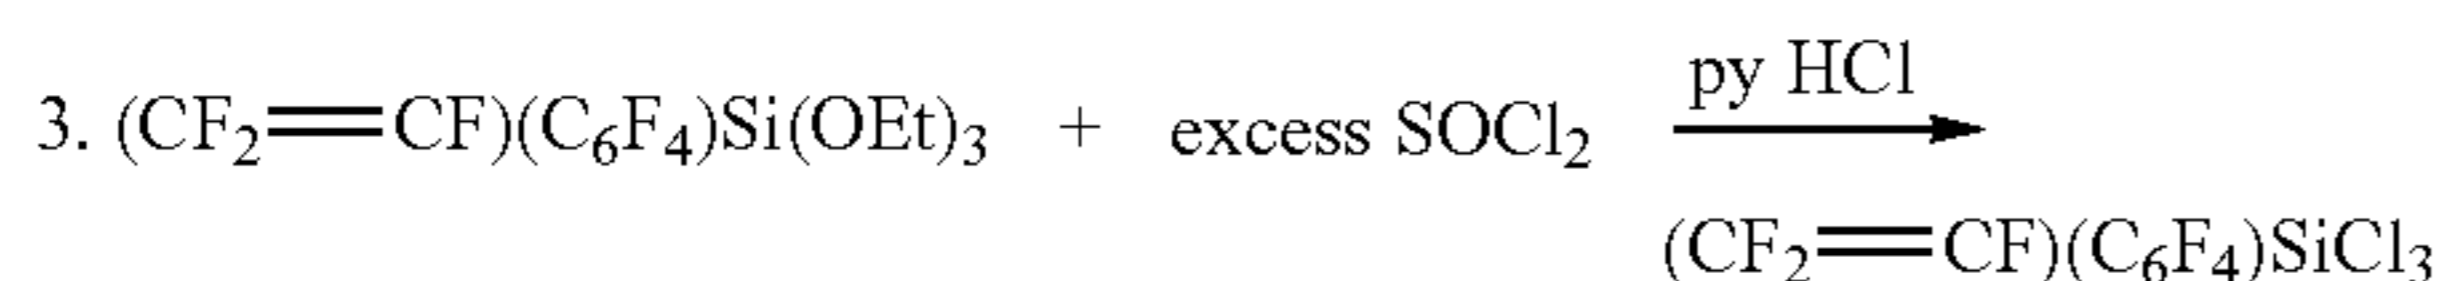 py HCl
3. (CF₂=CF)(C₆F₄)Si(OEt)₃ + excess SOCl₂
(CF₂=CF)(C₆F₄)SiCl₃